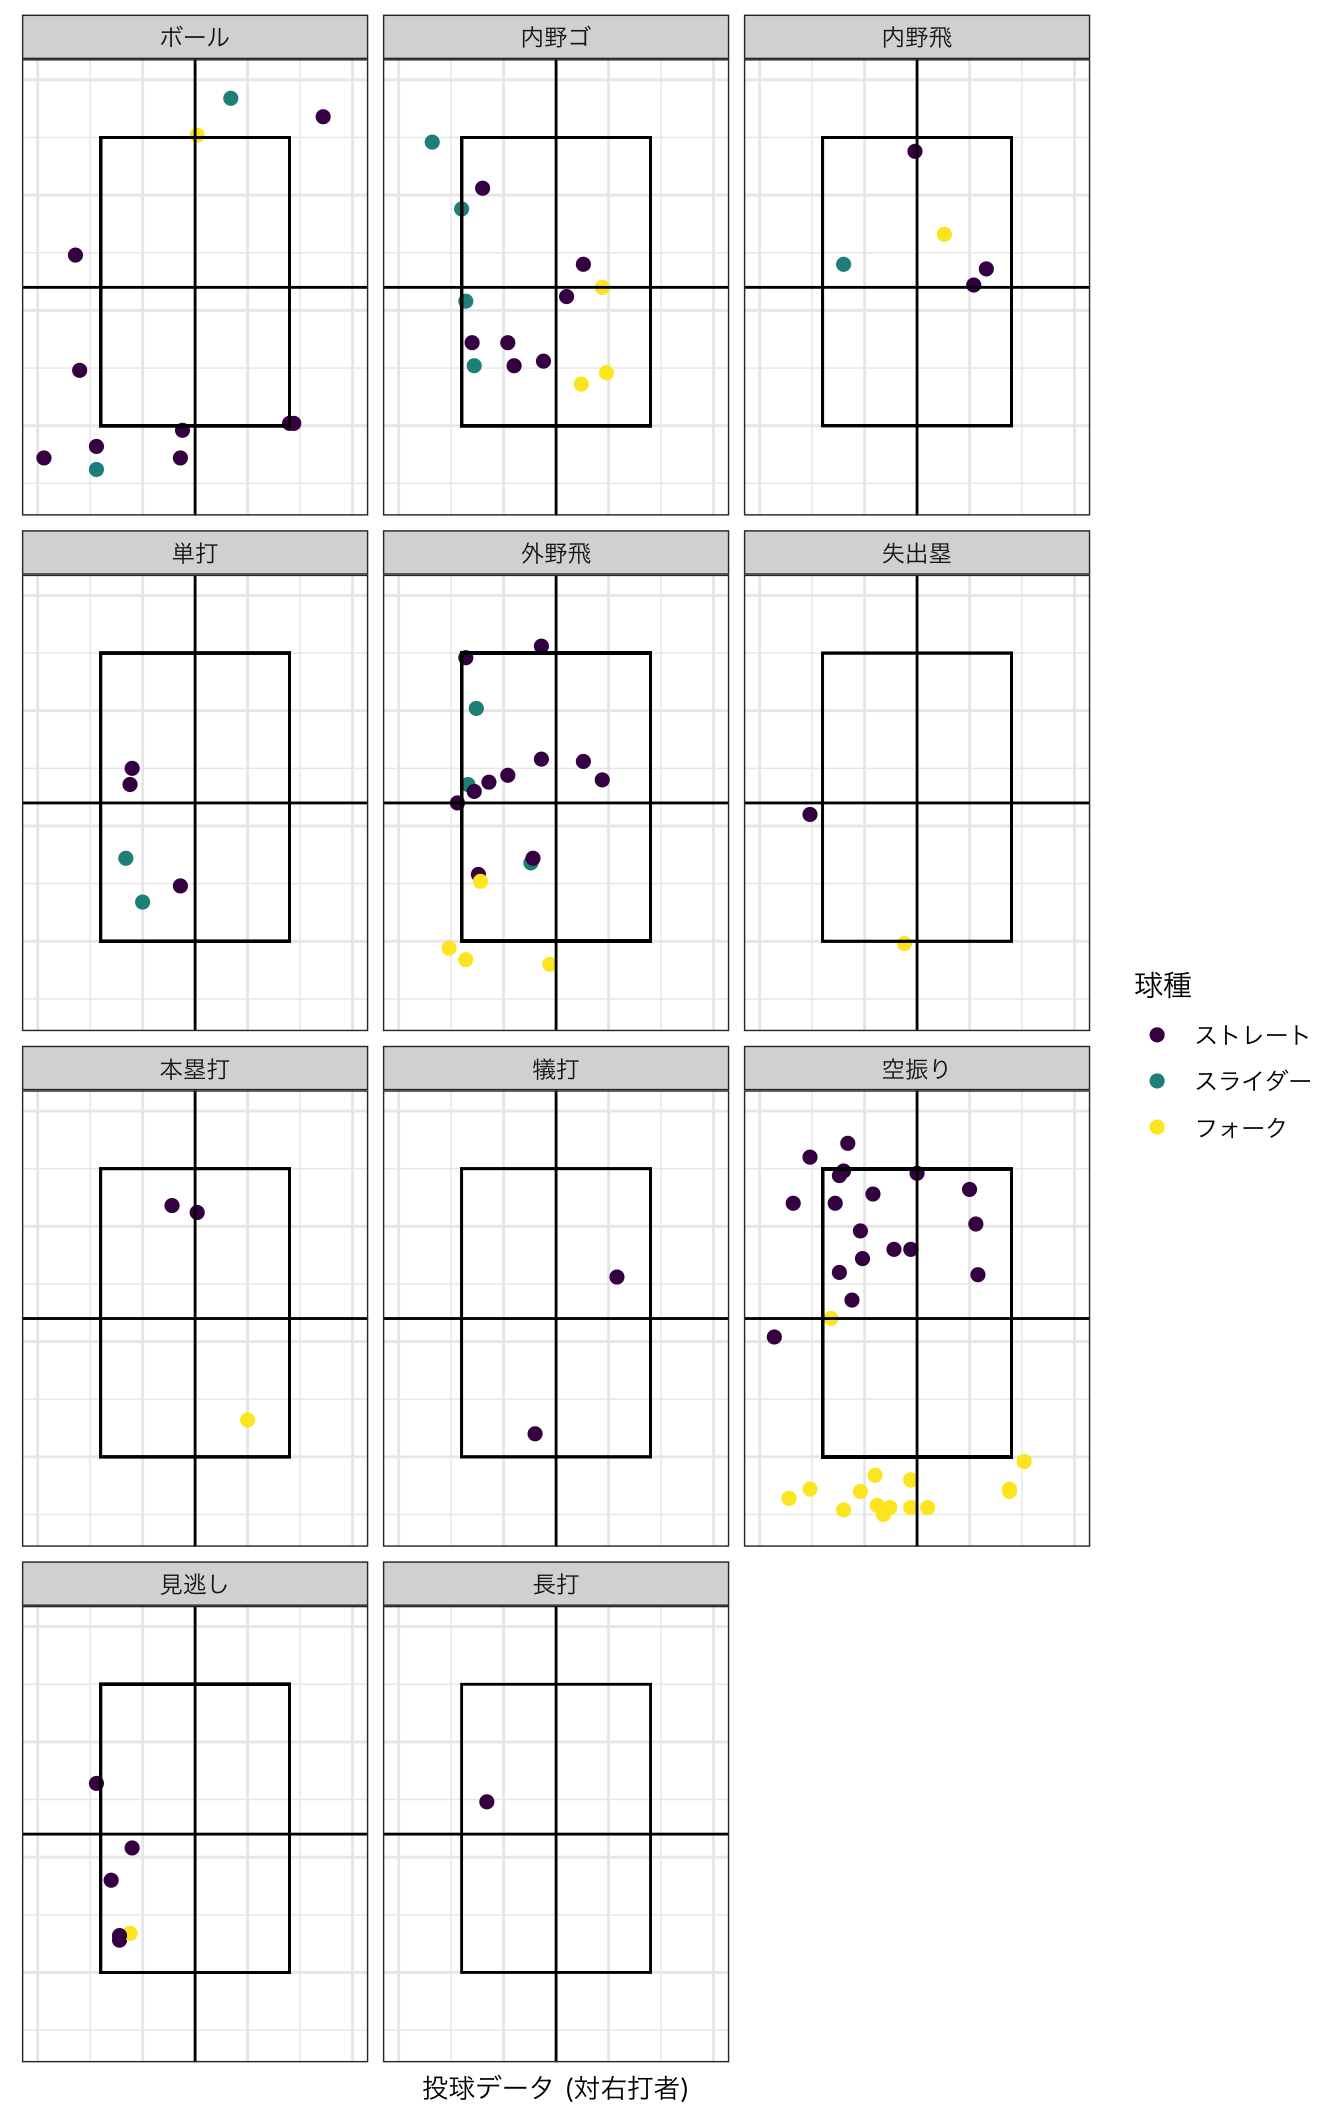 ボール
内野ゴ
内野飛
単打
外野飛
失出塁
本塁打
犠打
空振り
見逃し
長打
球種
ストレート
スライダー
フォーク
投球データ (対右打者)